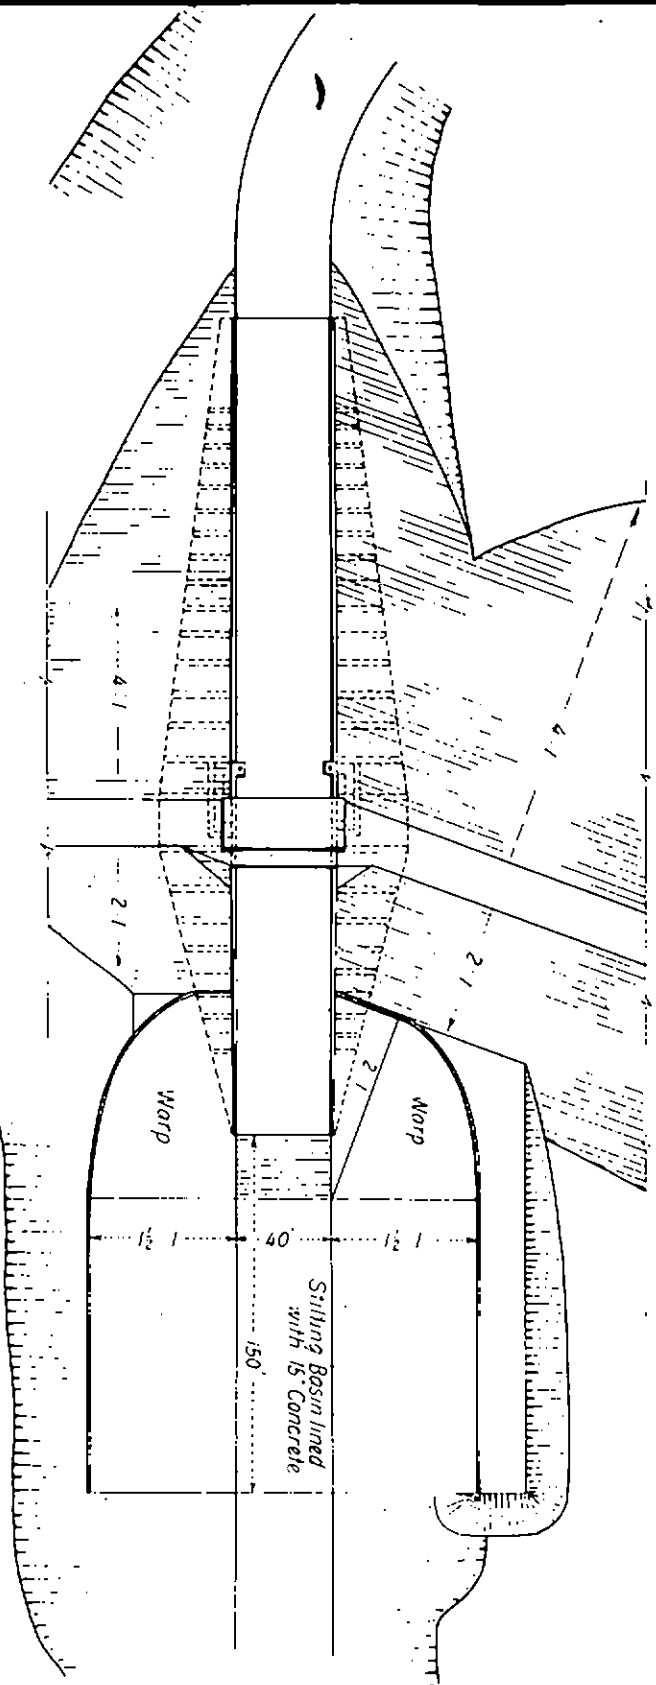 4 1
4 1
2 1
2 1
2 1
Warp
Warp
1½ 1
40'
1½ 1
150'
Stilling Basin lined
with 15" Concrete